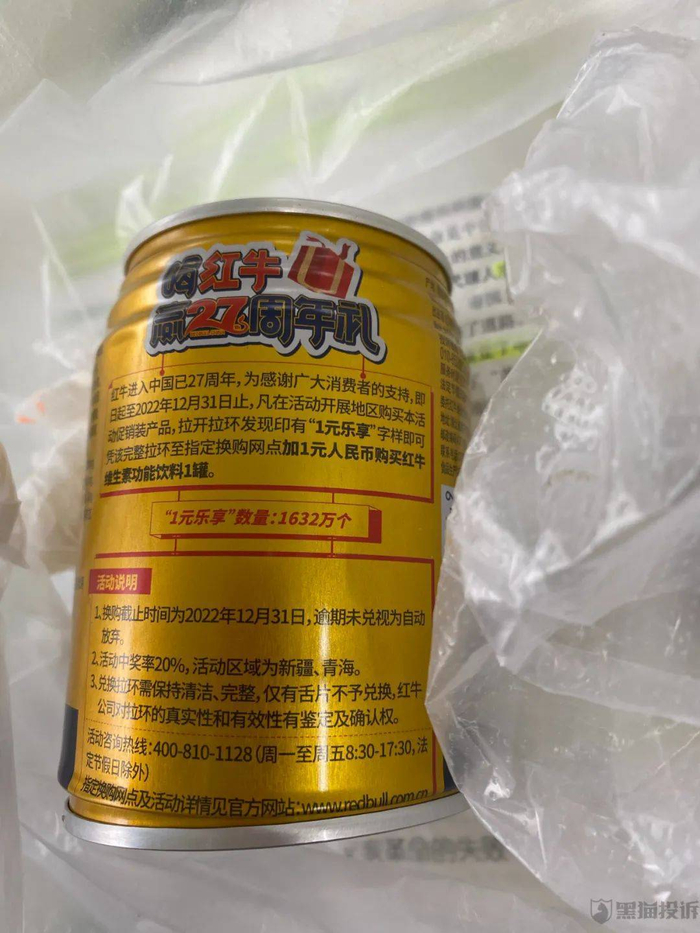 嗨红牛
赢27周年礼
红牛进入中国已27周年，为感谢广大消费者的支持，即
日起至2022年12月31日止，凡在活动开展地区购买本活
动促销装产品，拉开拉环发现印有“1元乐享”字样即可
凭该完整拉环至指定换购网点加1元人民币购买红牛
维生素功能饮料1罐。
“1元乐享”数量：1632万个
活动说明
1、换购截止时间为2022年12月31日，逾期未兑视为自动
放弃。
2、活动中奖率20%，活动区域为新疆、青海。
3、兑换拉环需保持清洁、完整，仅有舌片不予兑换，红牛
公司对拉环的真实性和有效性有鉴定及确认权。
活动咨询热线：400-810-1128（周一至周五8:30-17:30，法
定节假日除外）
指定换购网点及活动详情见官方网站：www.redbull.com.cn
黑猫投诉